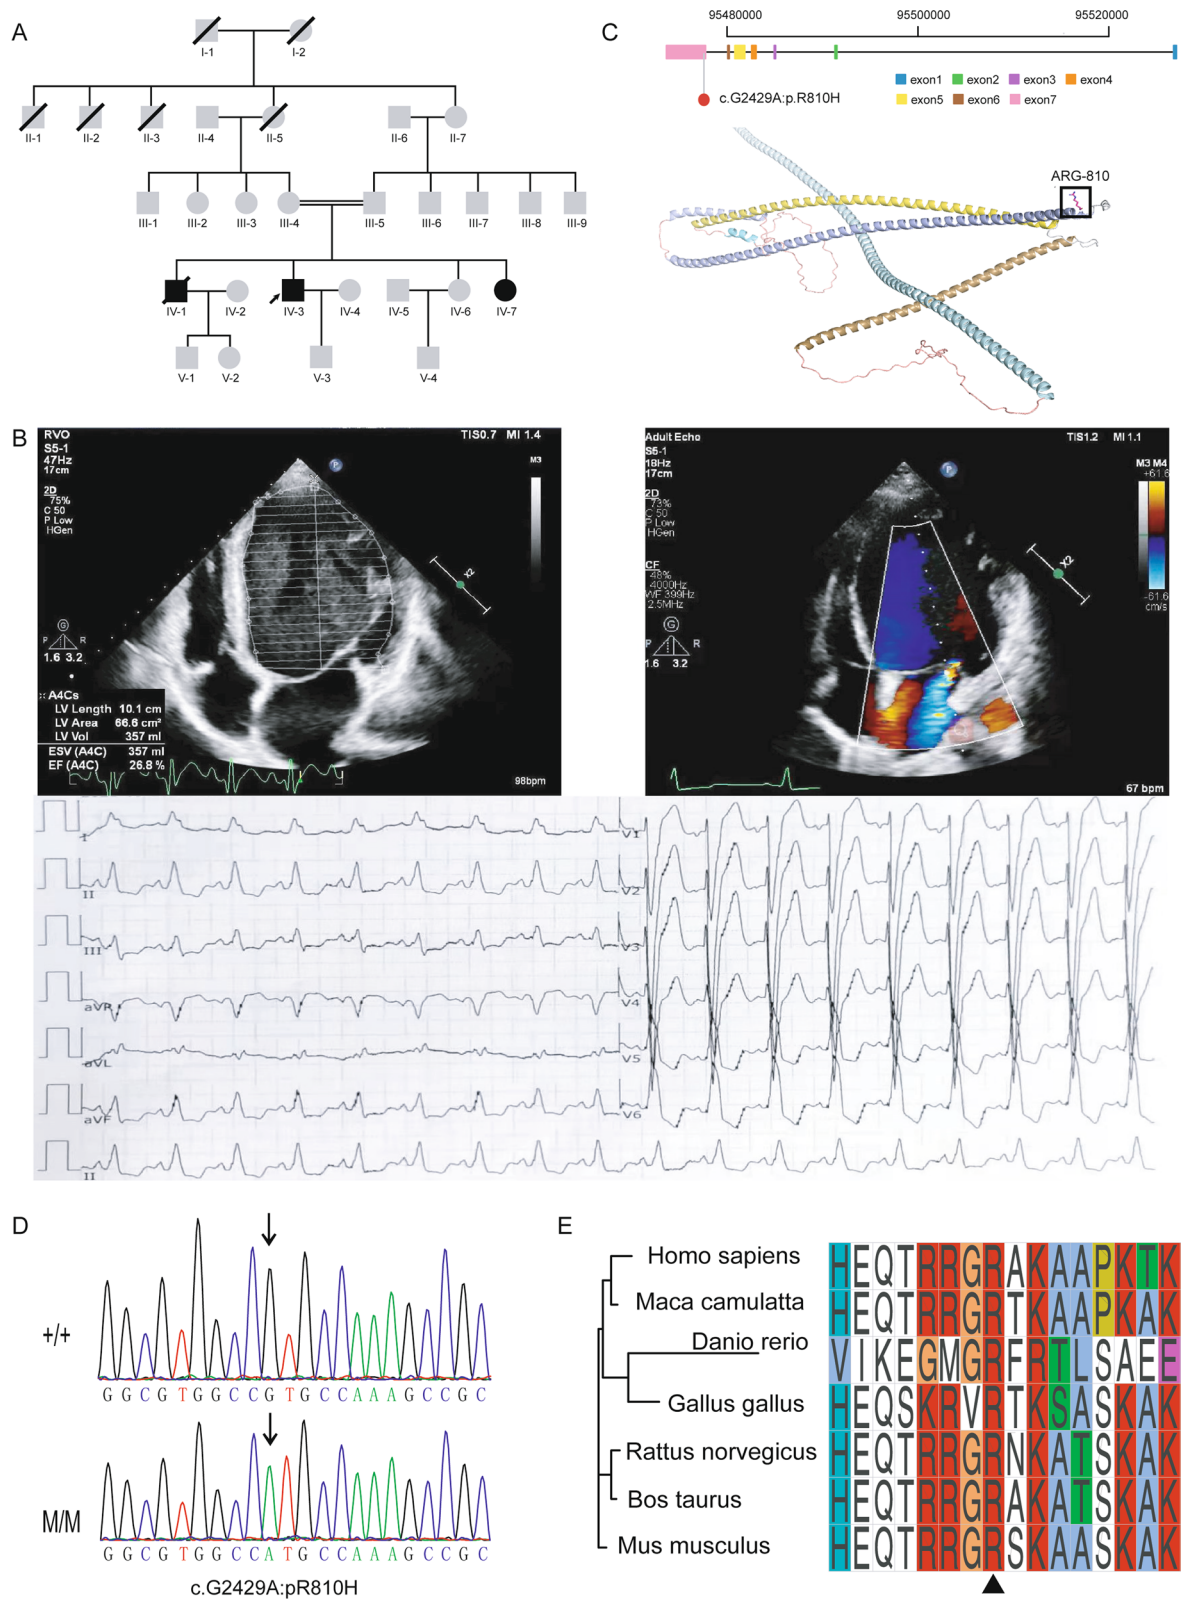 A
I-1 I-2
II-1 II-2 II-3 II-4 II-5 II-6 II-7
III-1 III-2 III-3 III-4 III-5 III-6 III-7 III-8 III-9
IV-1 IV-2 IV-3 IV-4 IV-5 IV-6 IV-7
V-1 V-2 V-3 V-4
C
95480000 95500000 95520000
exon1 exon2 exon3 exon4
exon5 exon6 exon7
c.G2429A:p.R810H
ARG-810
B
RVO
S5-1
47Hz
17cm
2D
75%
C 50
P Low
HGen
TIS0.7 MI 1.4
M3
P
X2
G
P R
1.6 3.2
A4Cs
LV Length 10.1 cm
LV Area 66.6 cm²
LV Vol 357 ml
ESV (A4C) 357 ml
EF (A4C) 26.8 %
98bpm
Adult Echo
S5-1
18Hz
17cm
2D
73%
C 50
P Low
HGen
CF
48%
4000Hz
WF 399Hz
2.5MHz
TIS1.2 MI 1.1
M3 M4
+61.6
-61.6
cm/s
P
X2
G
P R
1.6 3.2
67 bpm
I V1
II V2
III V3
aVR V4
aVL V5
aVF V6
II
D
+/+
G G C G T G G C C G T G C C A A A G C C G C
M/M
G G C G T G G C C A T G C C A A A G C C G C
c.G2429A:pR810H
E
Homo sapiens HEQTRRGRAKAAPKTK
Maca camulatta HEQTRRGRTKAAPKAK
Danio rerio VIKEGMGRFRTLSAEE
Gallus gallus HEQSKRVRTKSASKAK
Rattus norvegicus HEQTRRGRNKATSKAK
Bos taurus HEQTRRGRAKATSKAK
Mus musculus HEQTRRGRSKAASKAK